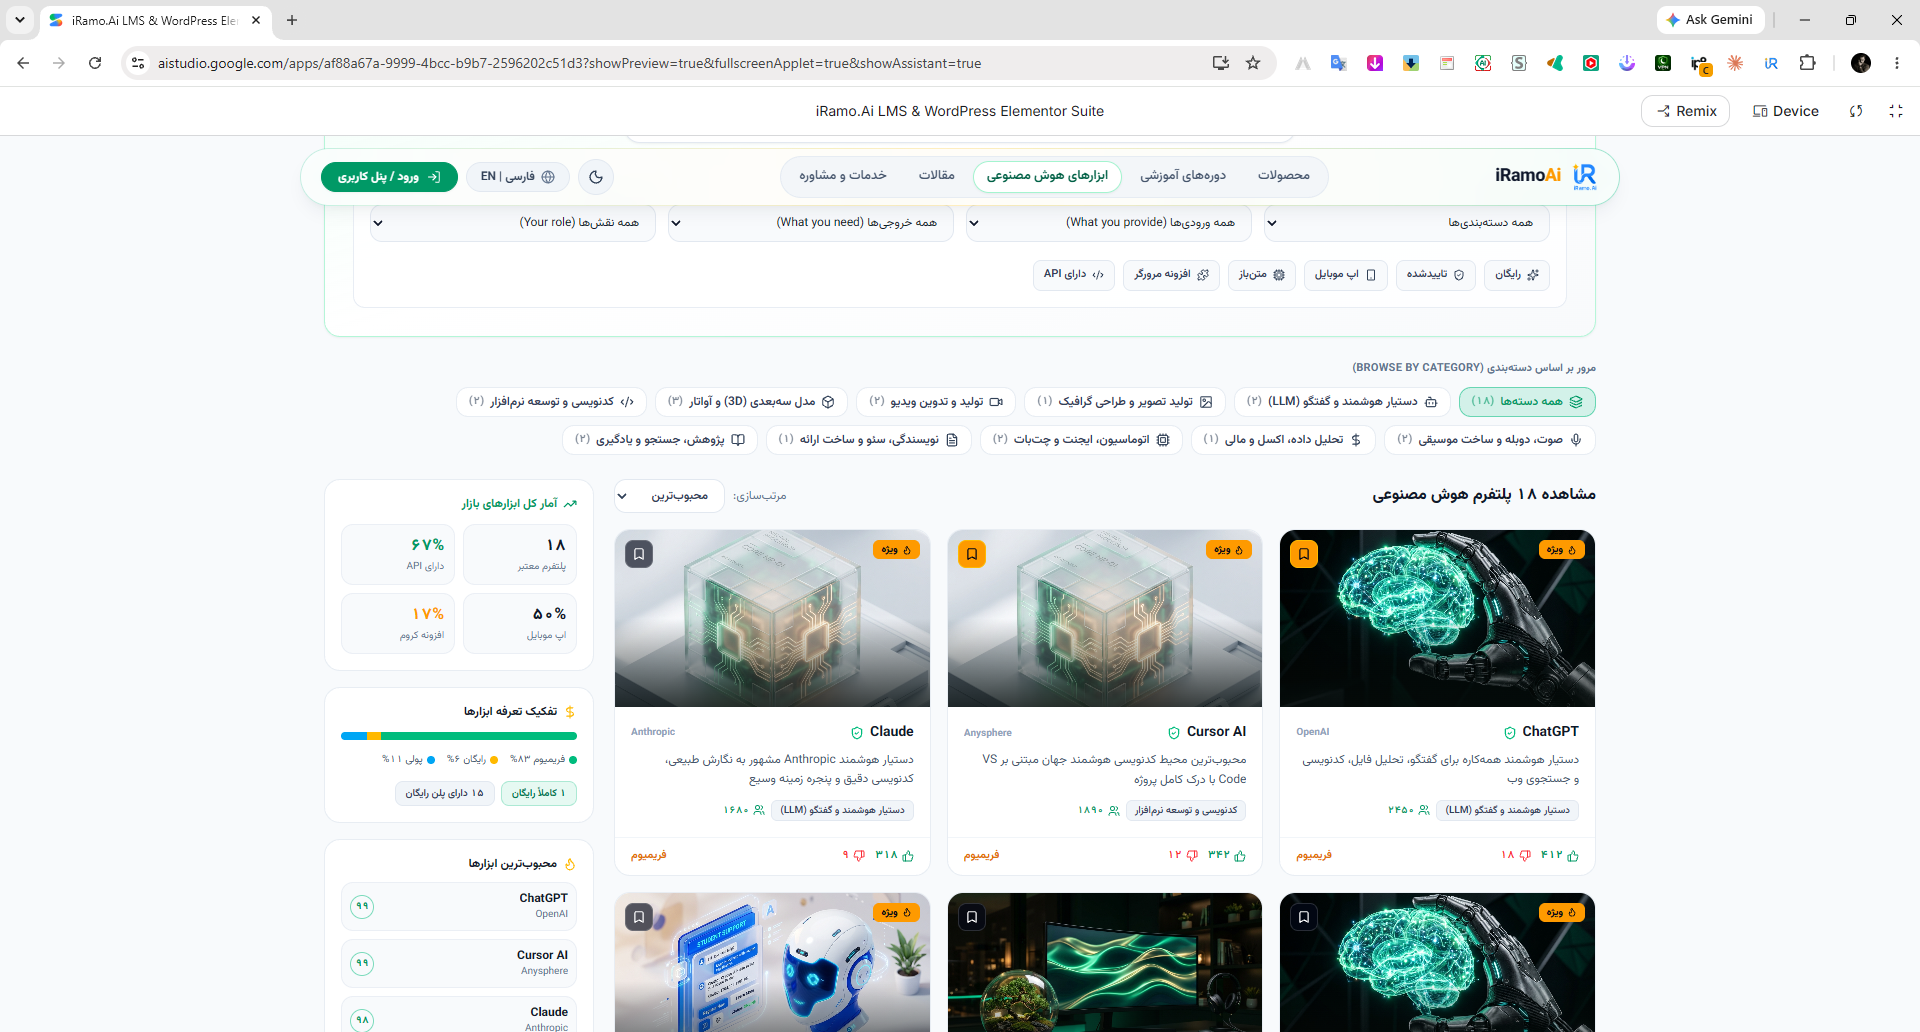 iRamo.Ai LMS & WordPress Ele
Ask Gemini
aistudio.google.com/apps/af88a67a-9999-4bcc-b9b7-2596202c51d3?showPreview=true&fullscreenApplet=true&showAssistant=true
iRamo.Ai LMS & WordPress Elementor Suite
Remix
Device
iRamoAi
محصولات
دوره‌های آموزشی
ابزارهای هوش مصنوعی
مقالات
خدمات و مشاوره
فارسی | EN
ورود / پنل کاربری
همه دسته‌بندی‌ها
همه ورودی‌ها (What you provide)
همه خروجی‌ها (What you need)
همه نقش‌ها (Your role)
رایگان
تاییدشده
اپ موبایل
متن‌باز
افزونه مرورگر
دارای API
مرور بر اساس دسته‌بندی (BROWSE BY CATEGORY)
همه دسته‌ها (۱۸)
دستیار هوشمند و گفتگو (LLM) (۲)
تولید تصویر و طراحی گرافیک (۱)
تولید و تدوین ویدیو (۲)
مدل سه‌بعدی (3D) و آواتار (۳)
کدنویسی و توسعه نرم‌افزار (۲)
صوت، دوبله و ساخت موسیقی (۲)
تحلیل داده، اکسل و مالی (۱)
اتوماسیون، ایجنت و چت‌بات (۲)
نویسندگی، سئو و ساخت ارائه (۱)
پژوهش، جستجو و یادگیری (۲)
مشاهده ۱۸ پلتفرم هوش مصنوعی
مرتب‌سازی:
محبوب‌ترین
ویژه
ChatGPT
OpenAI
دستیار هوشمند همه‌کاره برای گفتگو، تحلیل فایل، کدنویسی
و جستجوی وب
دستیار هوشمند و گفتگو (LLM)
۲۴۵۰
۴۱۲
۱۸
فریمیوم
ویژه
Cursor AI
Anysphere
محبوب‌ترین محیط کدنویسی هوشمند جهان مبتنی بر VS
Code با درک کامل پروژه
کدنویسی و توسعه نرم‌افزار
۱۸۹۰
۳۴۲
۱۲
فریمیوم
ویژه
Claude
Anthropic
دستیار هوشمند Anthropic مشهور به نگارش طبیعی،
کدنویسی دقیق و پنجره زمینه وسیع
دستیار هوشمند و گفتگو (LLM)
۱۶۸۰
۳۱۸
۹
فریمیوم
ویژه
ویژه
STUDENT SUPPORT
آمار کل ابزارهای بازار
۱۸
پلتفرم معتبر
۶۷%
دارای API
۵۰%
اپ موبایل
۱۷%
افزونه کروم
تفکیک تعرفه ابزارها
فریمیوم ۸۳%
رایگان ۶%
پولی ۱۱%
۱ کاملاً رایگان
۱۵ دارای پلن رایگان
محبوب‌ترین ابزارها
ChatGPT
OpenAI
۹۹
Cursor AI
Anysphere
۹۹
Claude
Anthropic
۹۸